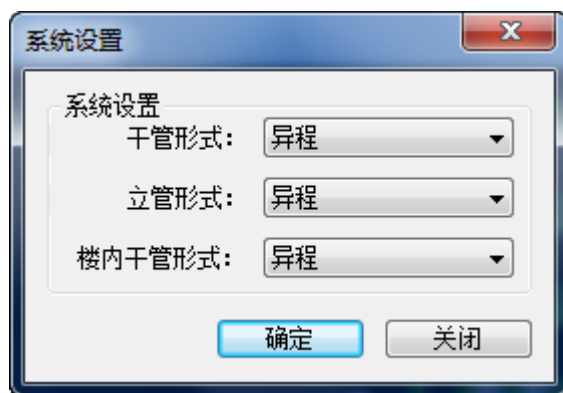 系统设置
系统设置
干管形式： 异程
立管形式： 异程
楼内干管形式： 异程
确定 关闭